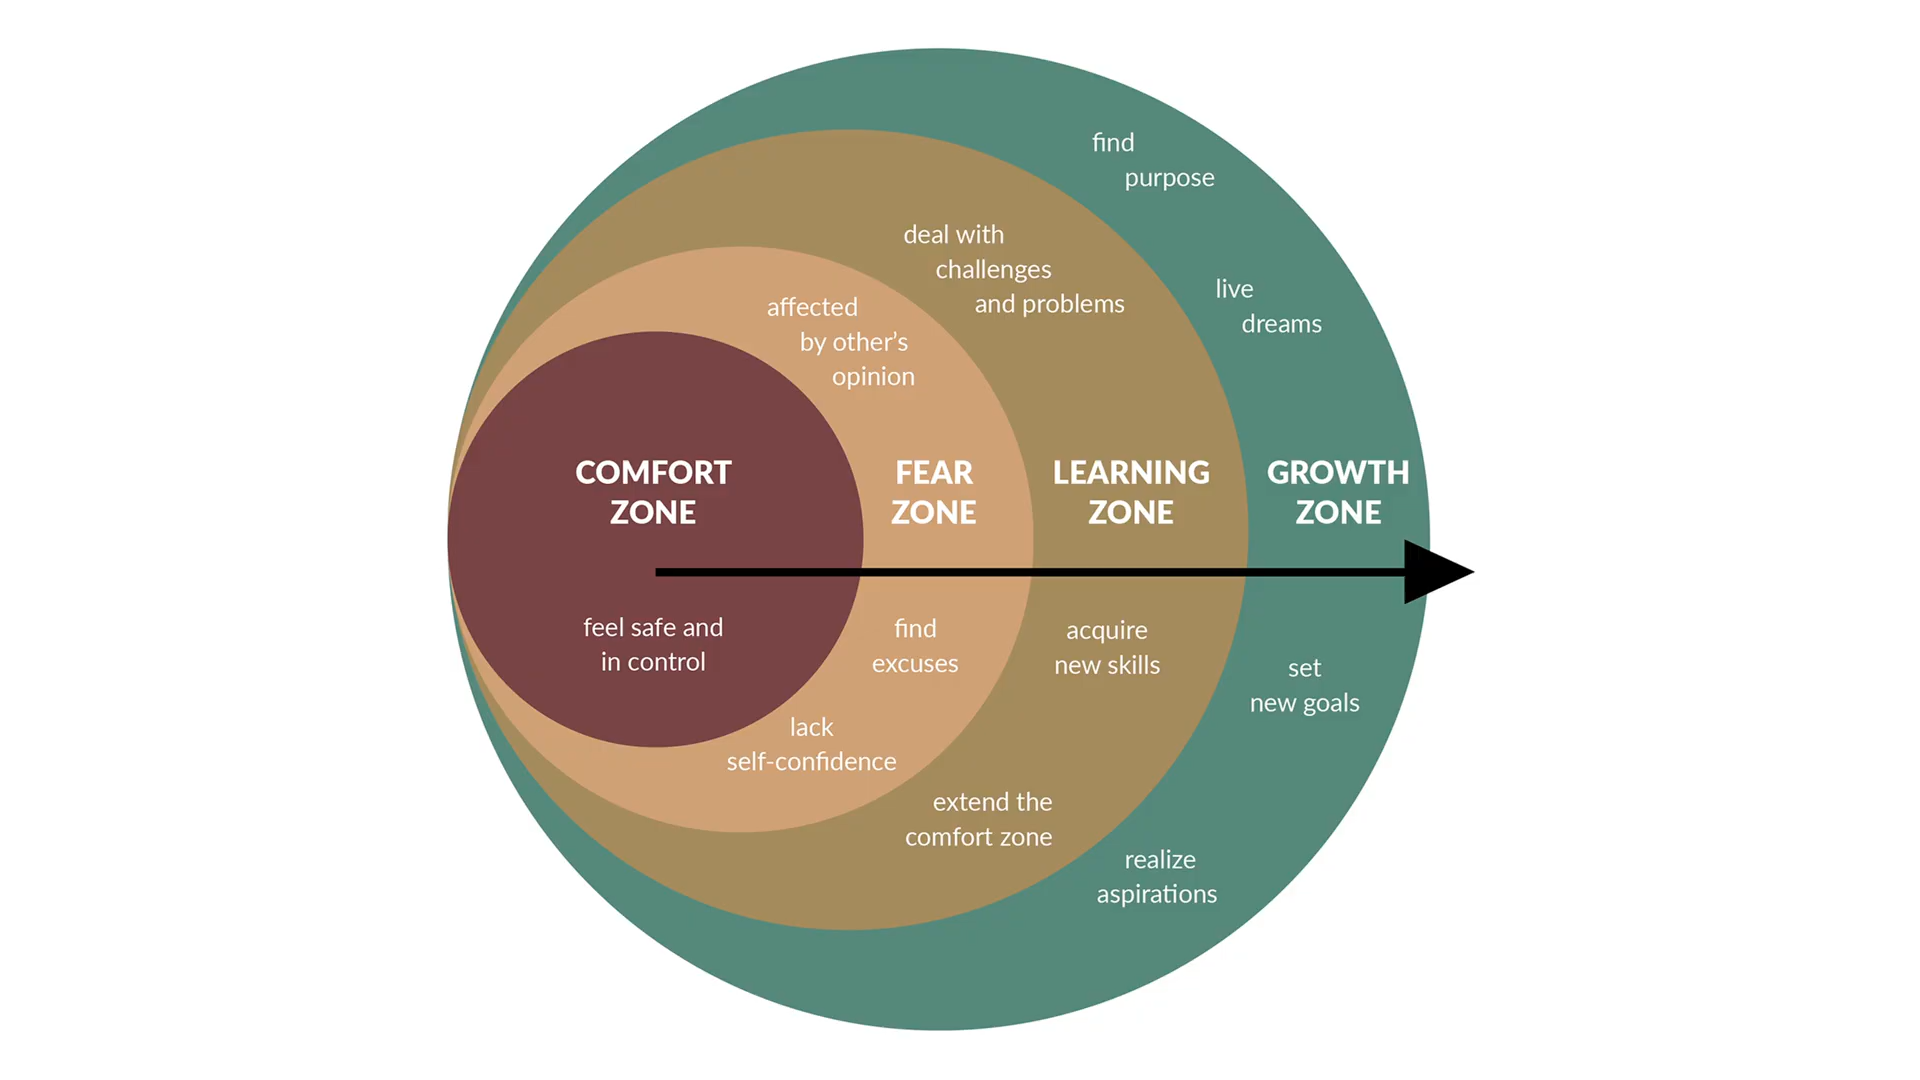 find
purpose
deal with
challenges
and problems
live
dreams
affected
by other’s
opinion
COMFORT
ZONE
FEAR
ZONE
LEARNING
ZONE
GROWTH
ZONE
feel safe and
in control
find
excuses
acquire
new skills
set
new goals
lack
self-confidence
extend the
comfort zone
realize
aspirations